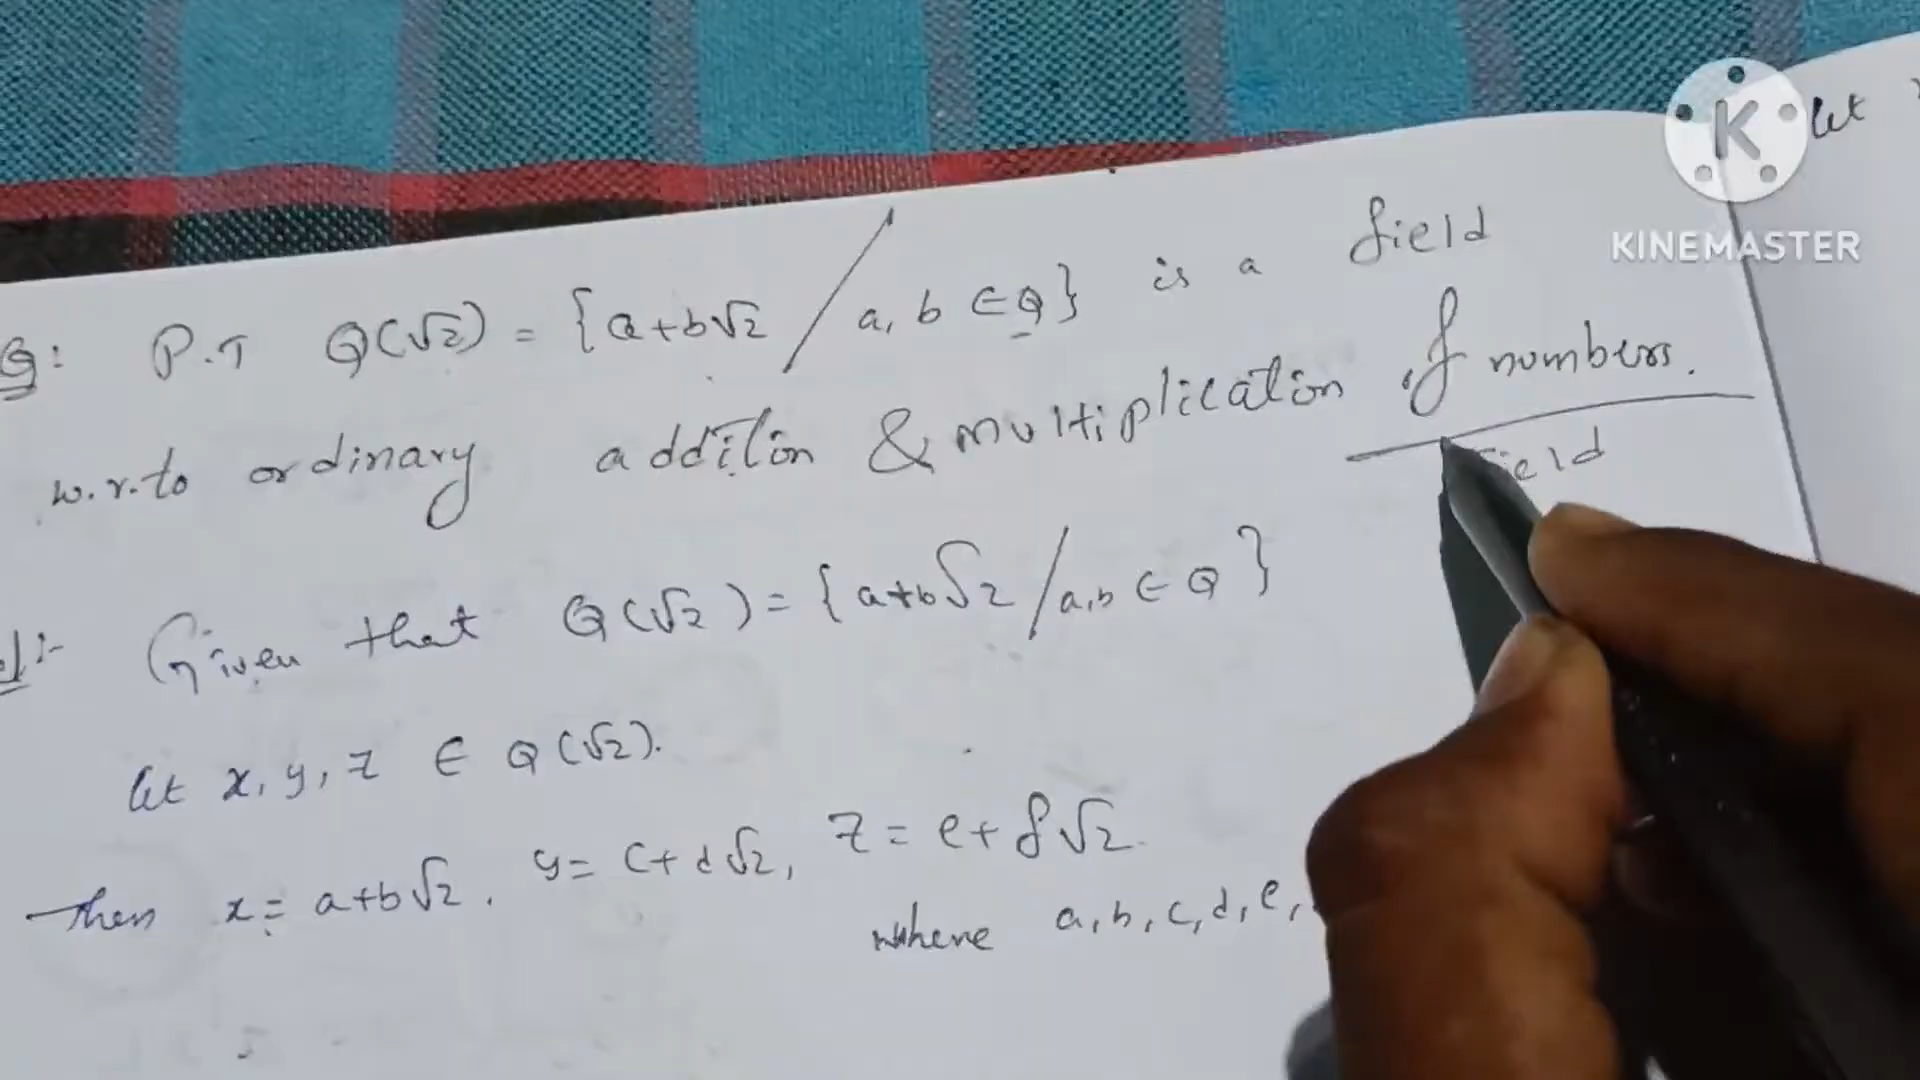 let
KINEMASTER
Q: P.T Q(√2) = {a+b√2 / a, b ∈ Q} is a field
w.r.to ordinary addition & multiplication of numbers.
field
Given that Q(√2) = {a+b√2 / a,b ∈ Q}
let x, y, z ∈ Q(√2).
Then x = a+b√2, y = c+d√2, z = e+f√2
where a, b, c, d, e,